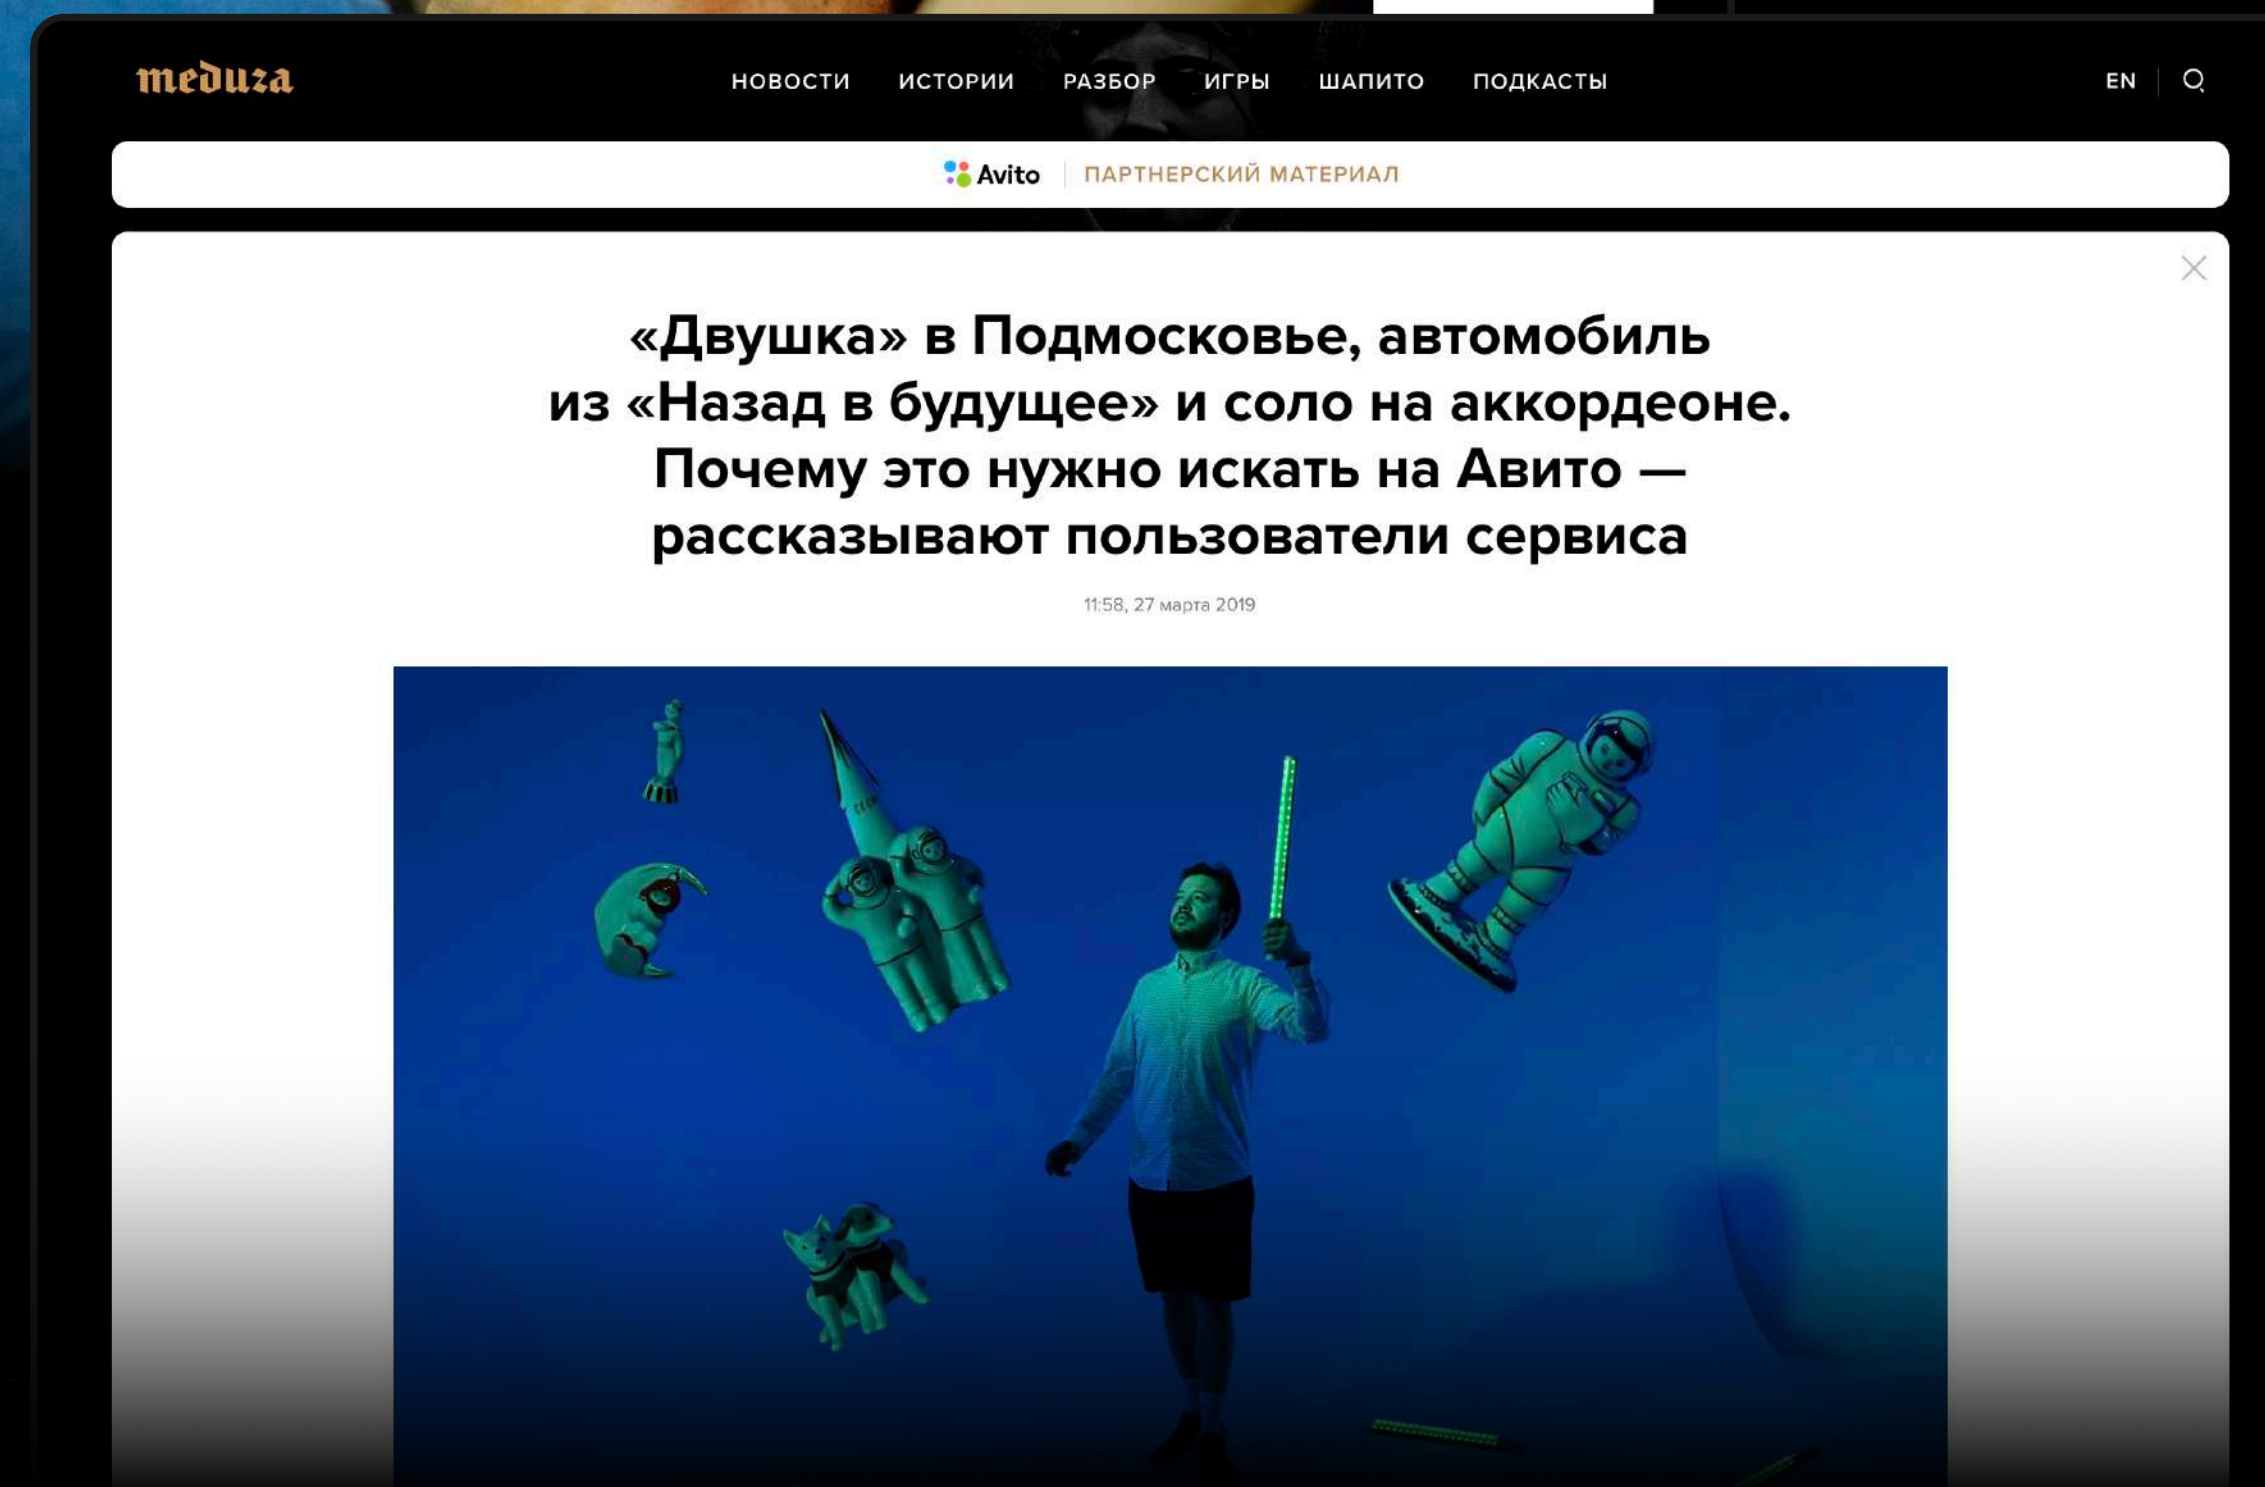 meduza
НОВОСТИ ИСТОРИИ РАЗБОР ИГРЫ ШАПИТО ПОДКАСТЫ
EN
Avito ПАРТНЕРСКИЙ МАТЕРИАЛ
«Двушка» в Подмосковье, автомобиль
из «Назад в будущее» и соло на аккордеоне.
Почему это нужно искать на Авито —
рассказывают пользователи сервиса
11:58, 27 марта 2019
СССР